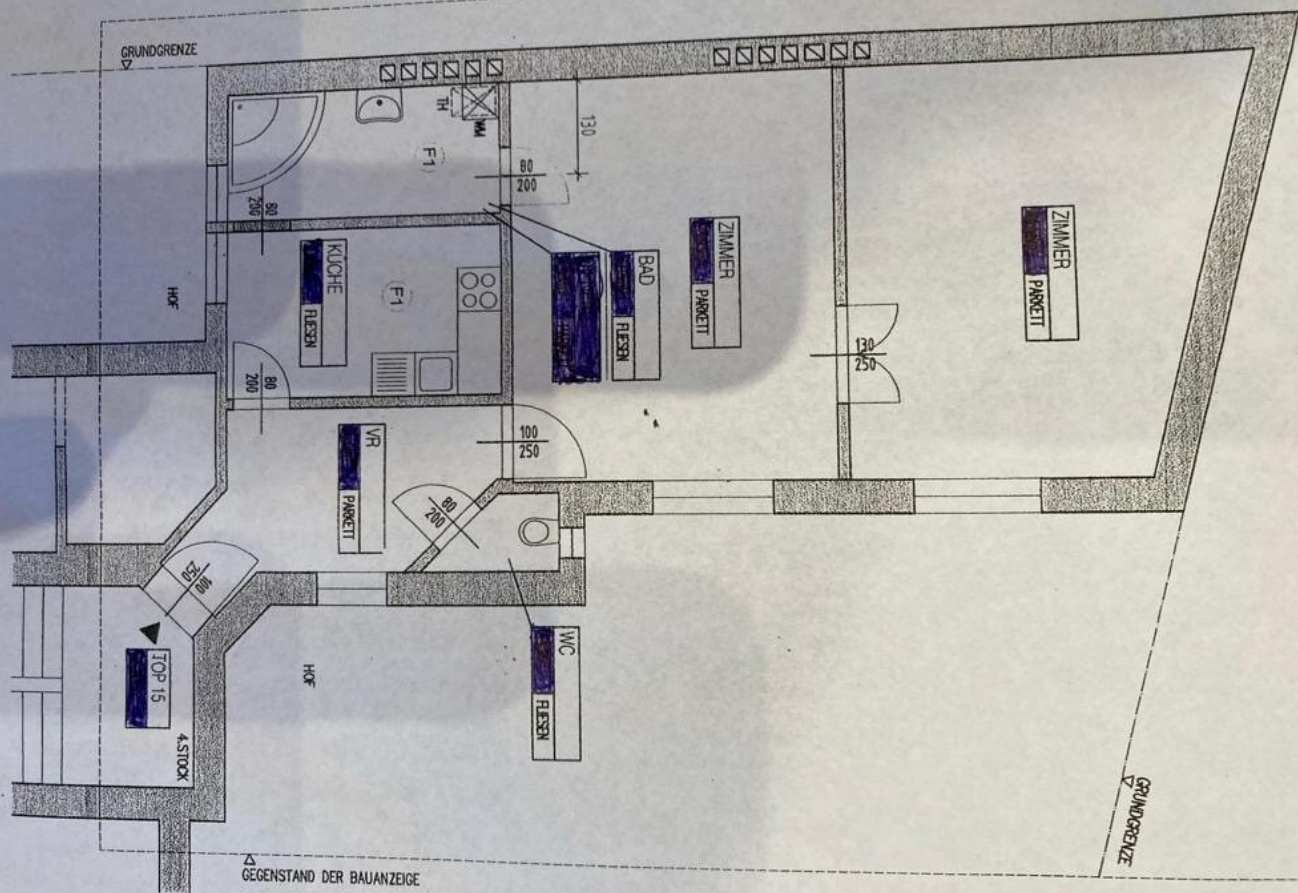 GRUNDGRENZE
TH
WM
F1
130
80
200
80
200
KÜCHE
FLIESEN
F1
HOF
BAD
FLIESEN
ZIMMER
PARKETT
ZIMMER
PARKETT
130
250
80
200
100
250
VR
PARKETT
80
200
100
250
WC
FLIESEN
TOP 15
4.STOCK
HOF
GRUNDGRENZE
GEGENSTAND DER BAUANZEIGE